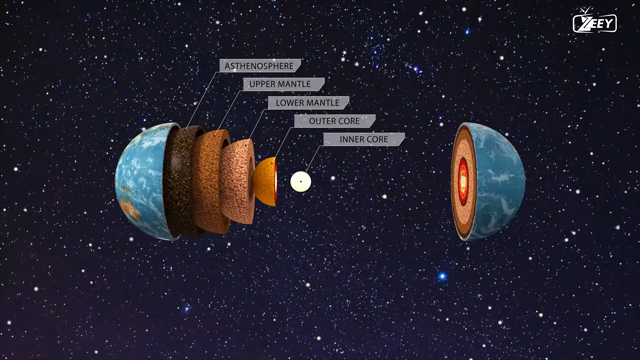 ZEEY
ASTHENOSPHERE
UPPER MANTLE
LOWER MANTLE
OUTER CORE
INNER CORE